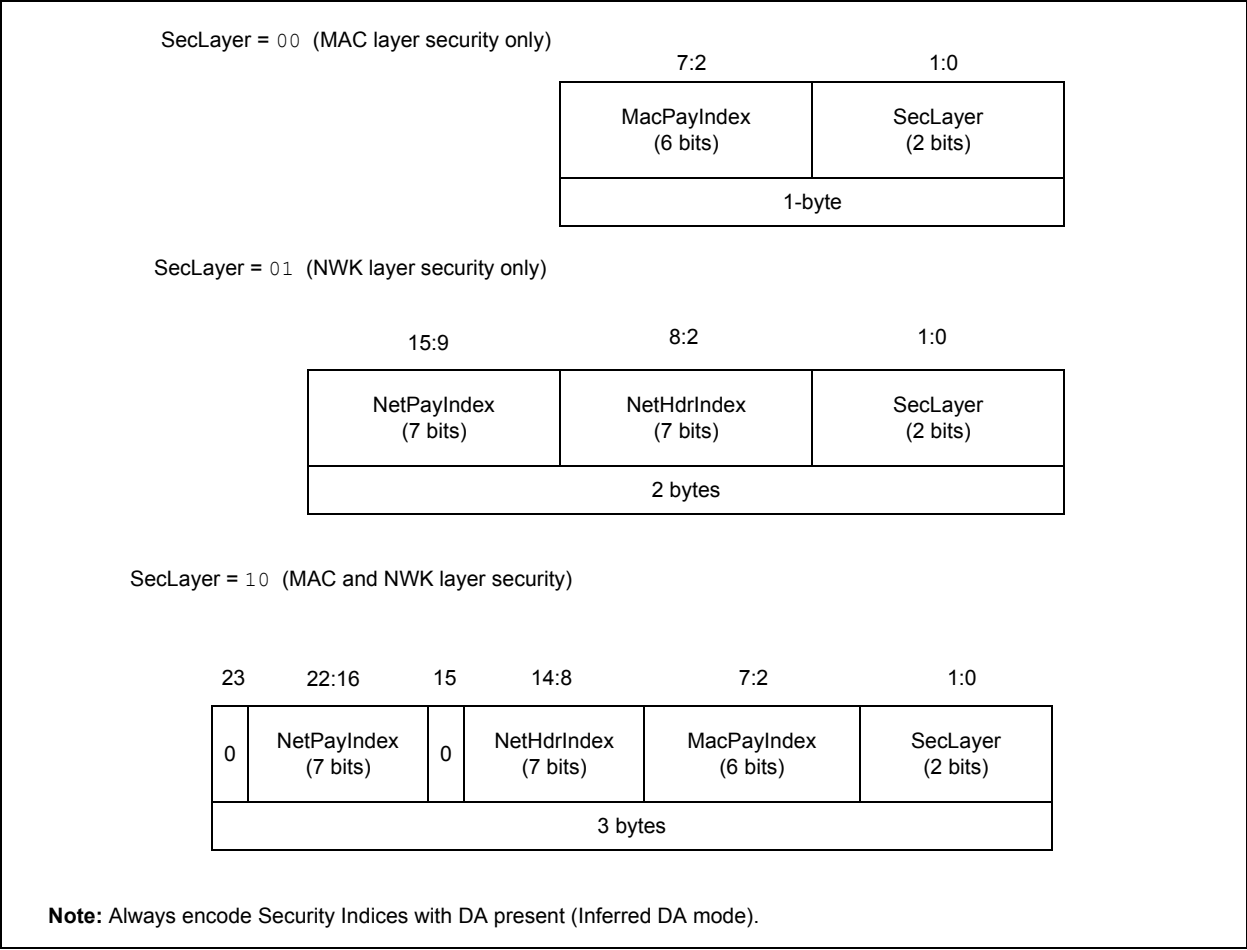 SecLayer = 00 (MAC layer security only)
7:2 1:0
MacPayIndex SecLayer
(6 bits) (2 bits)
1-byte
SecLayer = 01 (NWK layer security only)
15:9 8:2 1:0
NetPayIndex NetHdrIndex SecLayer
(7 bits) (7 bits) (2 bits)
2 bytes
SecLayer = 10 (MAC and NWK layer security)
23 22:16 15 14:8 7:2 1:0
0 NetPayIndex 0 NetHdrIndex MacPayIndex SecLayer
(7 bits) (7 bits) (6 bits) (2 bits)
3 bytes
Note: Always encode Security Indices with DA present (Inferred DA mode).